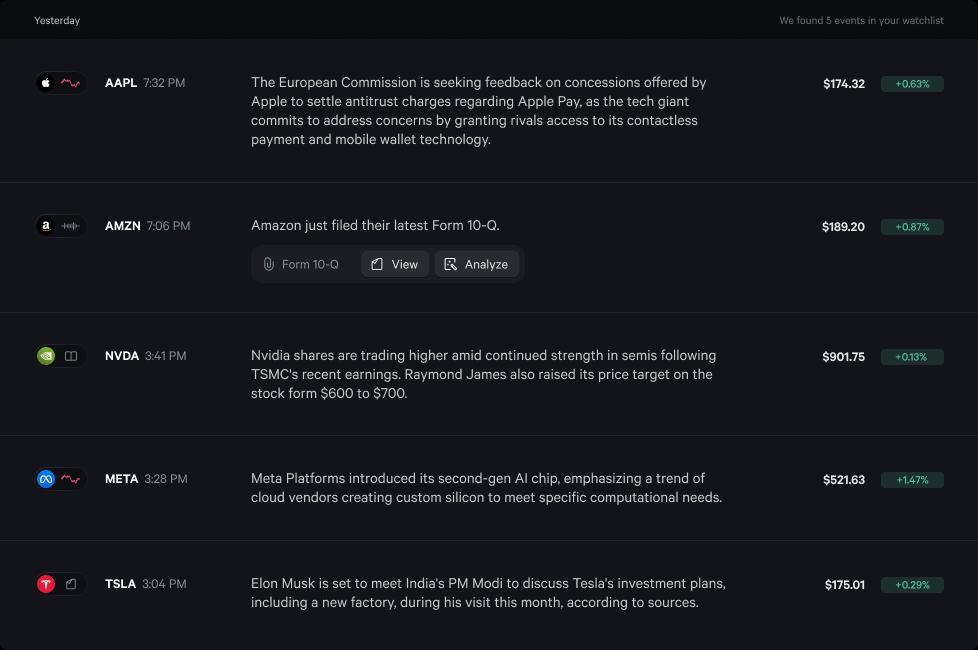 Yesterday
We found 5 events in your watchlist
AAPL 7:32 PM
The European Commission is seeking feedback on concessions offered by
Apple to settle antitrust charges regarding Apple Pay, as the tech giant
commits to address concerns by granting rivals access to its contactless
payment and mobile wallet technology.
$174.32 +0.63%
a
AMZN 7:06 PM
Amazon just filed their latest Form 10-Q.
$189.20 +0.87%
Form 10-Q View Analyze
NVDA 3:41 PM
Nvidia shares are trading higher amid continued strength in semis following
TSMC's recent earnings. Raymond James also raised its price target on the
stock form $600 to $700.
$901.75 +0.13%
META 3:28 PM
Meta Platforms introduced its second-gen AI chip, emphasizing a trend of
cloud vendors creating custom silicon to meet specific computational needs.
$521.63 +1.47%
TSLA 3:04 PM
Elon Musk is set to meet India's PM Modi to discuss Tesla's investment plans,
including a new factory, during his visit this month, according to sources.
$175.01 +0.29%